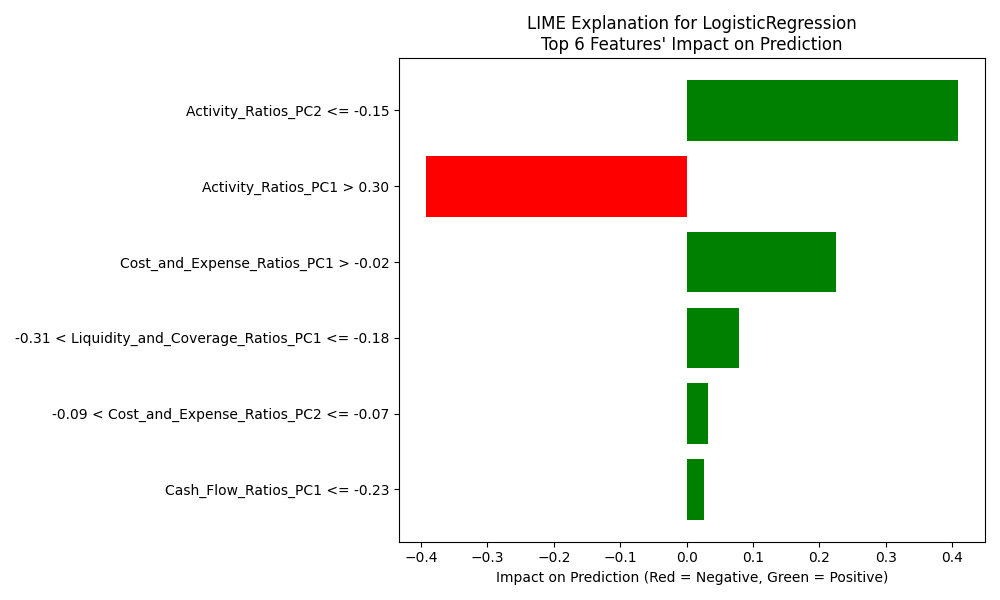 LIME Explanation for LogisticRegression
Top 6 Features' Impact on Prediction
Activity_Ratios_PC2 <= -0.15
Activity_Ratios_PC1 > 0.30
Cost_and_Expense_Ratios_PC1 > -0.02
-0.31 < Liquidity_and_Coverage_Ratios_PC1 <= -0.18
-0.09 < Cost_and_Expense_Ratios_PC2 <= -0.07
Cash_Flow_Ratios_PC1 <= -0.23
−0.4 −0.3 −0.2 −0.1 0.0 0.1 0.2 0.3 0.4
Impact on Prediction (Red = Negative, Green = Positive)